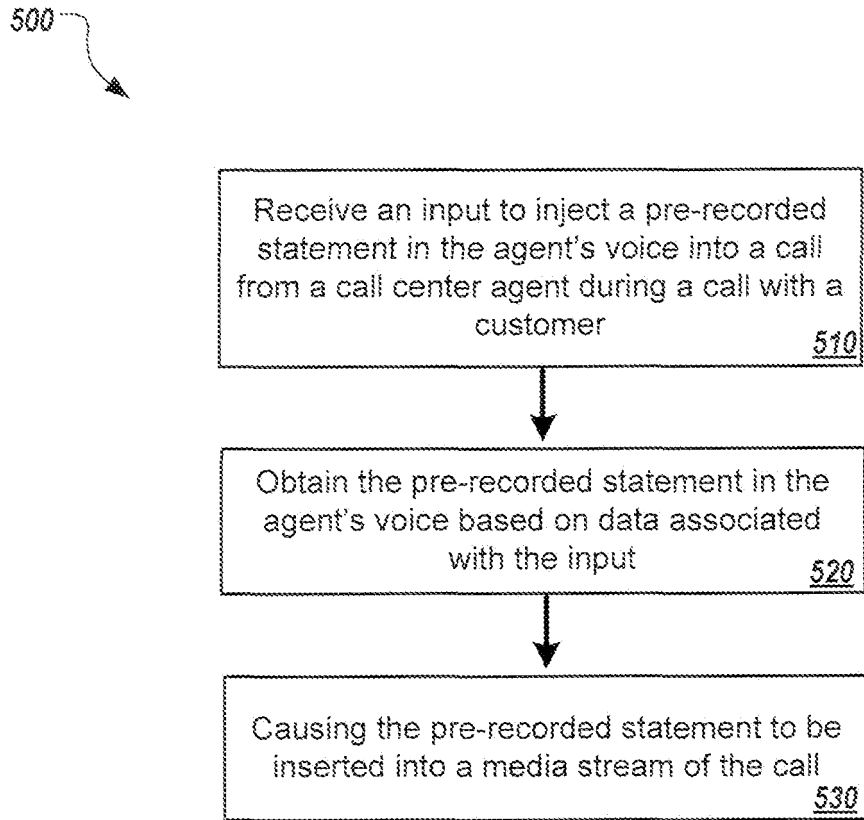 500
Receive an input to inject a pre-recorded
statement in the agent's voice into a call
from a call center agent during a call with a
customer
510
Obtain the pre-recorded statement in the
agent's voice based on data associated
with the input
520
Causing the pre-recorded statement to be
inserted into a media stream of the call
530